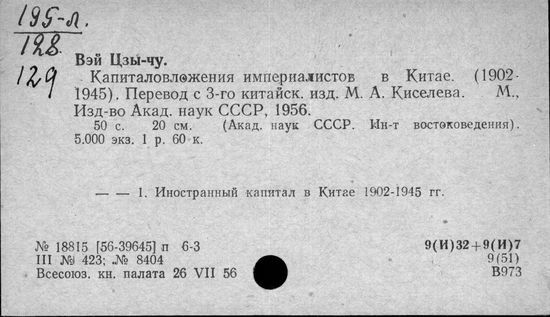 195-л.
128
129
Вэй Цзы-чу.
Капиталовложения империалистов в Китае. (1902-
1945). Перевод с 3-го китайск. изд. М. А. Киселева. М.,
Изд-во Акад. наук СССР, 1956.
50 с. 20 см. (Акад. наук СССР. Ин-т востоковедения).
5.000 экз. 1 р. 60 к.
— — 1. Иностранный капитал в Китае 1902-1945 гг.
№ 18815 [56-39645] п 6-3
III № 423; № 8404
Всесоюз. кн. палата 26 VII 56
9(И)32+9(И)7
9(51)
В973